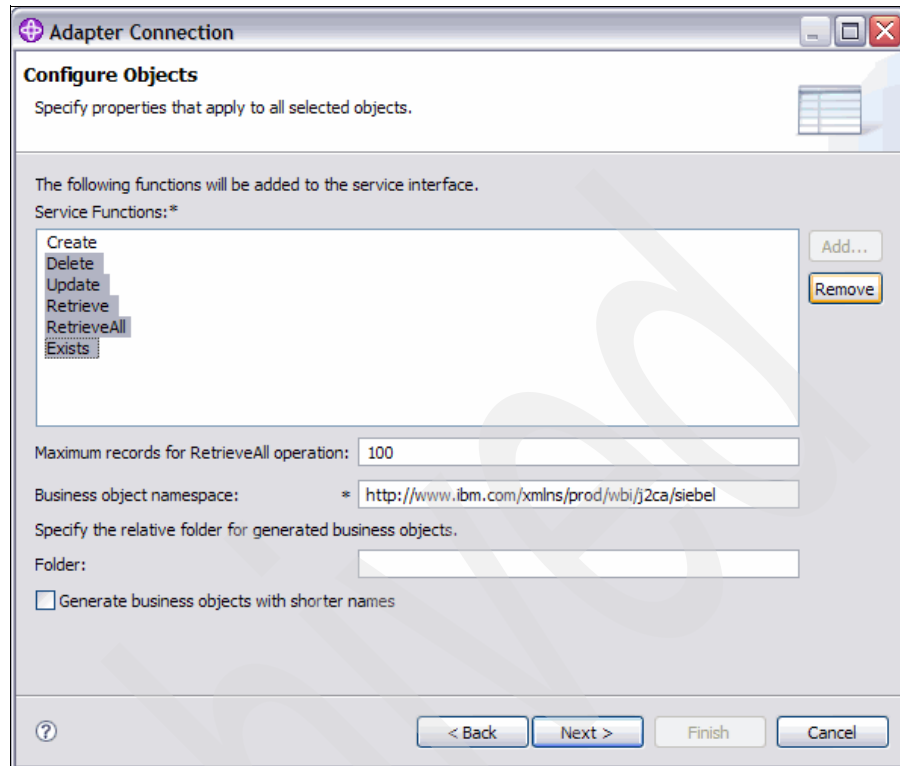 Adapter Connection
Configure Objects
Specify properties that apply to all selected objects.
The following functions will be added to the service interface.
Service Functions:*
Create
Delete
Update
Retrieve
RetrieveAll
Exists
Add...
Remove
Maximum records for RetrieveAll operation: 100
Business object namespace: * http://www.ibm.com/xmlns/prod/wbi/j2ca/siebel
Specify the relative folder for generated business objects.
Folder:
Generate business objects with shorter names
? < Back Next > Finish Cancel